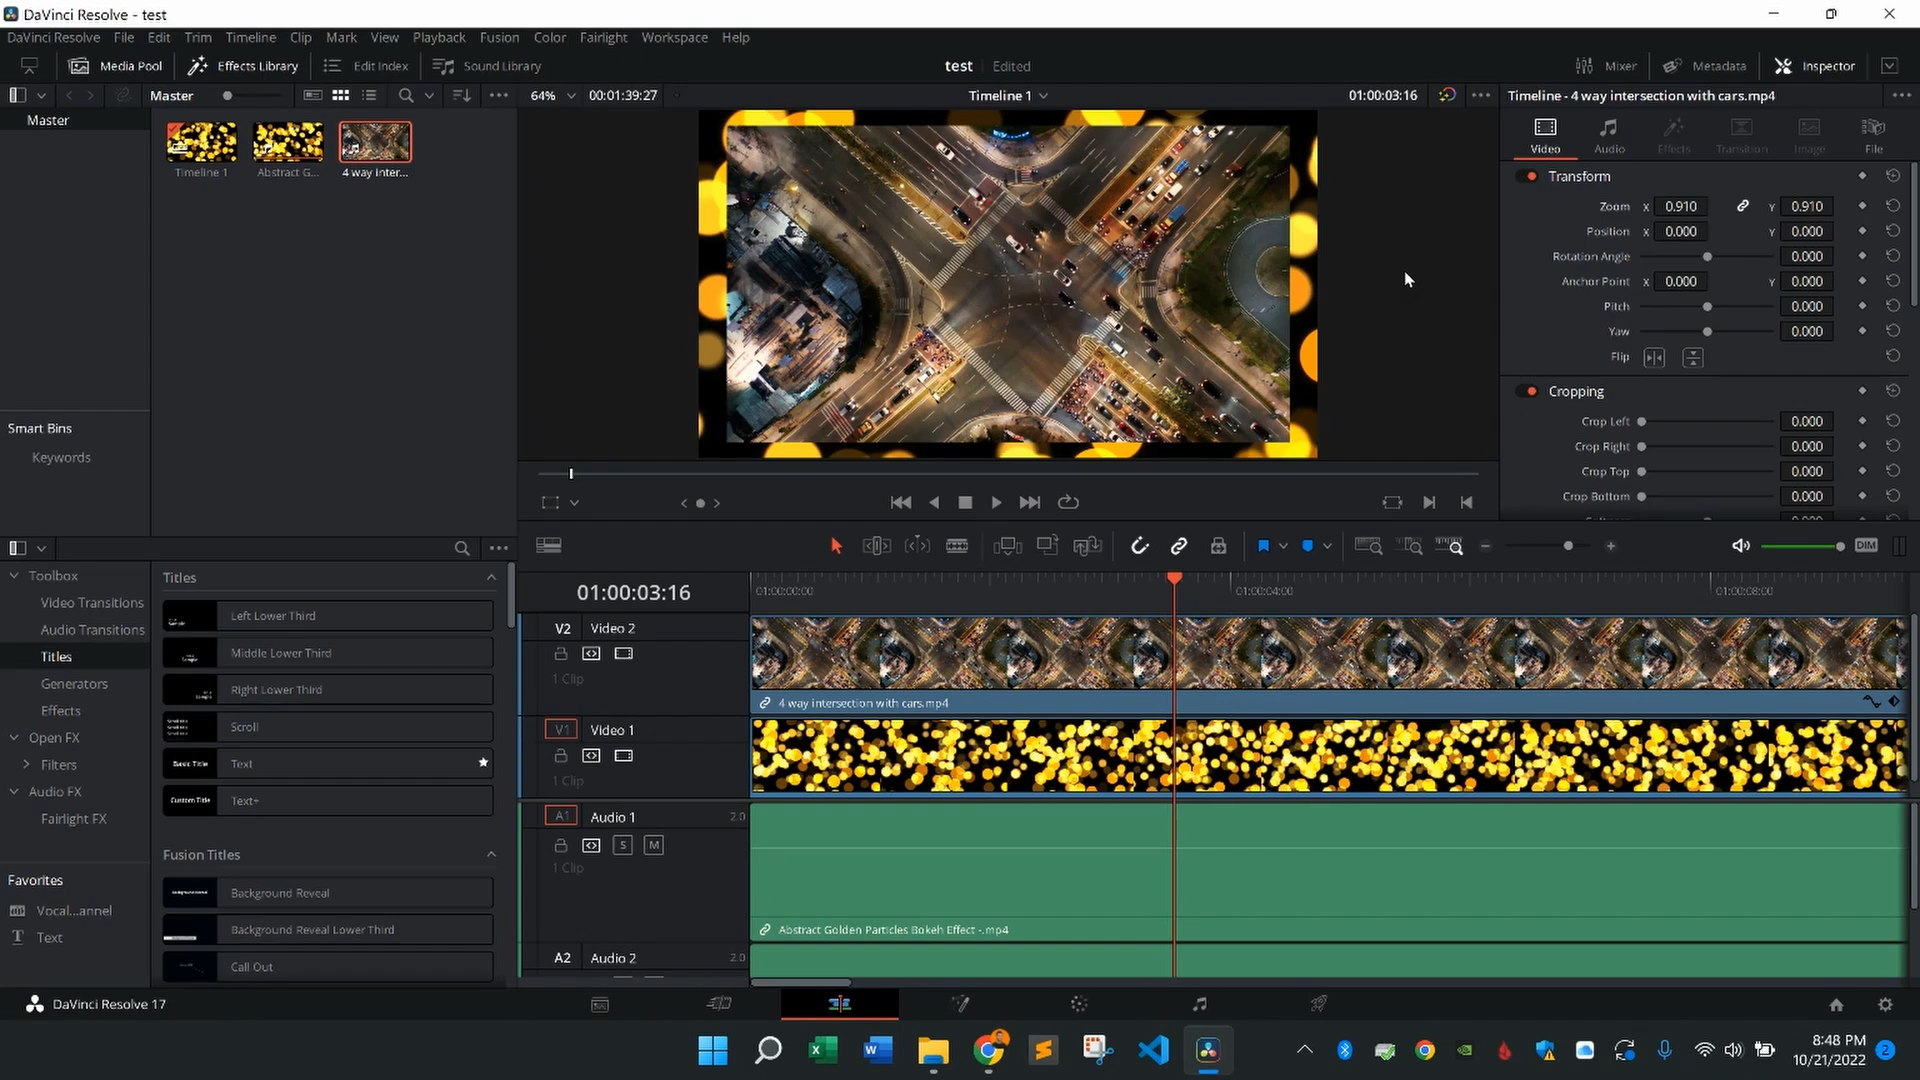 DaVinci Resolve - test
DaVinci Resolve File Edit Trim Timeline Clip Mark View Playback Fusion Color Fairlight Workspace Help
Media Pool Effects Library Edit Index Sound Library test Edited Mixer Metadata Inspector
Master 64% 00:01:39:27 Timeline 1 01:00:03:16 Timeline - 4 way intersection with cars.mp4
Master
Timeline 1 Abstract G... 4 way inter...
Video Audio Effects Transition Image File
Transform
Zoom X 0.910 Y 0.910
Position X 0.000 Y 0.000
Rotation Angle 0.000
Anchor Point X 0.000 Y 0.000
Pitch 0.000
Yaw 0.000
Flip
Cropping
Crop Left 0.000
Crop Right 0.000
Crop Top 0.000
Crop Bottom 0.000
Smart Bins
Keywords
DIM
Toolbox
Video Transitions
Audio Transitions
Titles
Generators
Effects
Open FX
Filters
Audio FX
Fairlight FX
Favorites
Vocal...annel
Text
Titles
Left Lower Third
Middle Lower Third
Right Lower Third
Scroll
Basic Title Text
Custom Title Text+
Fusion Titles
Background Reveal
Background Reveal Lower Third
Call Out
01:00:03:16 01:00:00:00 01:00:04:00 01:00:08:00
V2 Video 2
1 Clip
4 way intersection with cars.mp4
V1 Video 1
1 Clip
A1 Audio 1 2.0
S M
1 Clip
Abstract Golden Particles Bokeh Effect -.mp4
A2 Audio 2 2.0
DaVinci Resolve 17
8:48 PM
10/21/2022
2